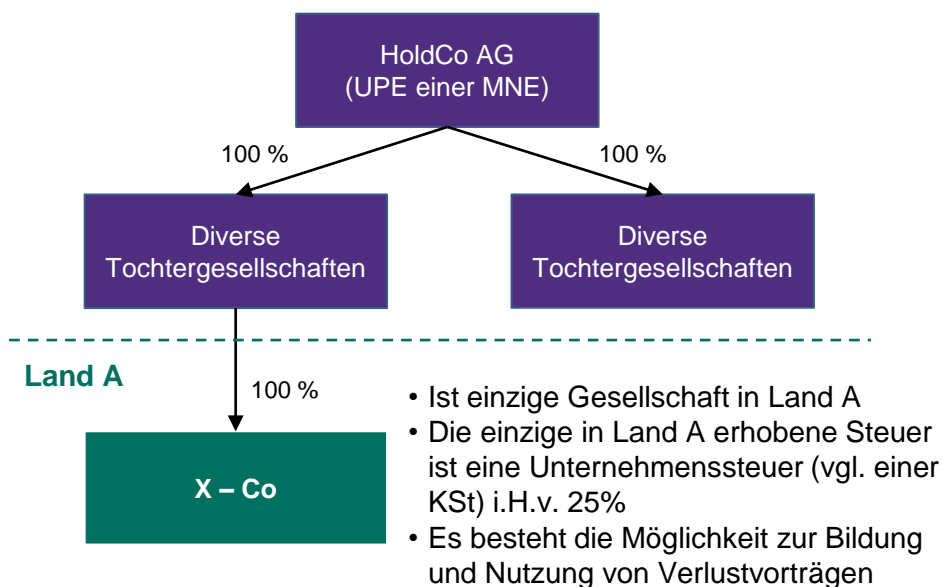 HoldCo AG
(UPE einer MNE)
100 %
100 %
Diverse
Tochtergesellschaften
Diverse
Tochtergesellschaften
Land A
100 %
X – Co
• Ist einzige Gesellschaft in Land A
• Die einzige in Land A erhobene Steuer
ist eine Unternehmenssteuer (vgl. einer
KSt) i.H.v. 25%
• Es besteht die Möglichkeit zur Bildung
und Nutzung von Verlustvorträgen